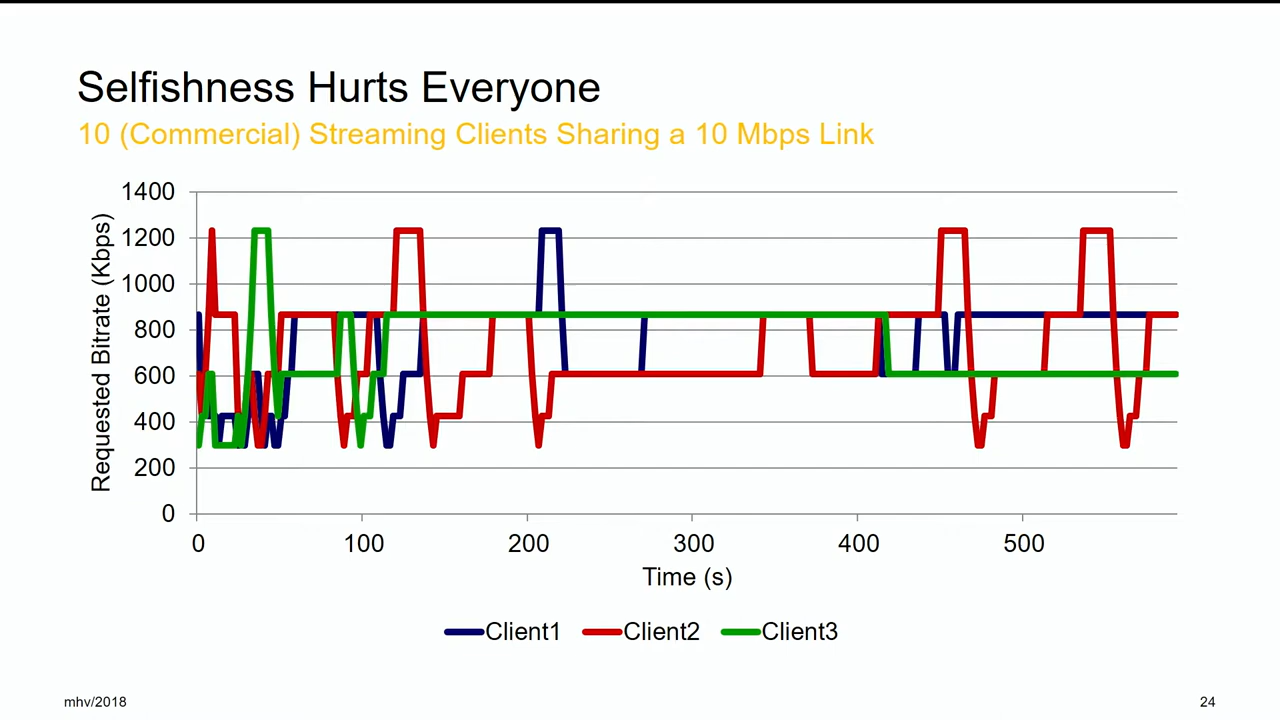 Selfishness Hurts Everyone
10 (Commercial) Streaming Clients Sharing a 10 Mbps Link
Requested Bitrate (Kbps)
1400
1200
1000
800
600
400
200
0
0 100 200 300 400 500
Time (s)
Client1 Client2 Client3
mhv/2018 24